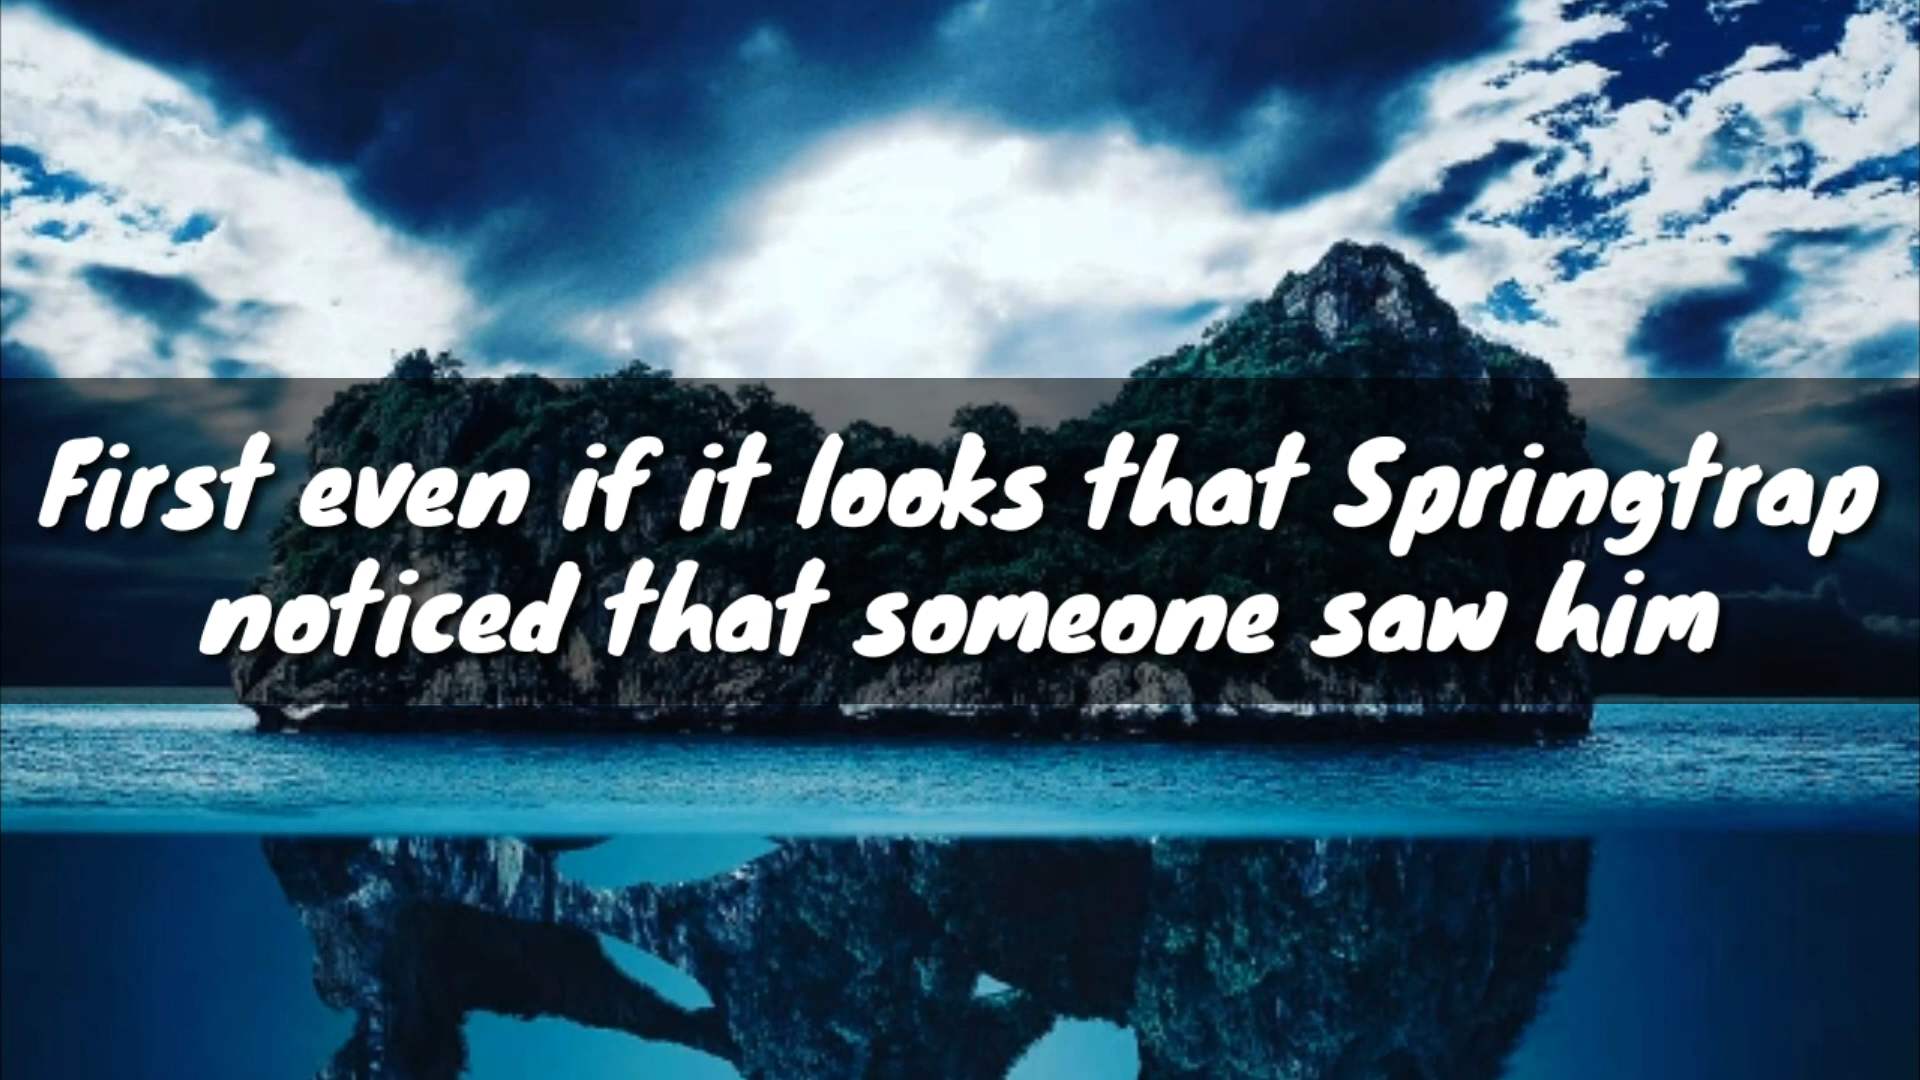 First even if it looks that Springtrap
noticed that someone saw him